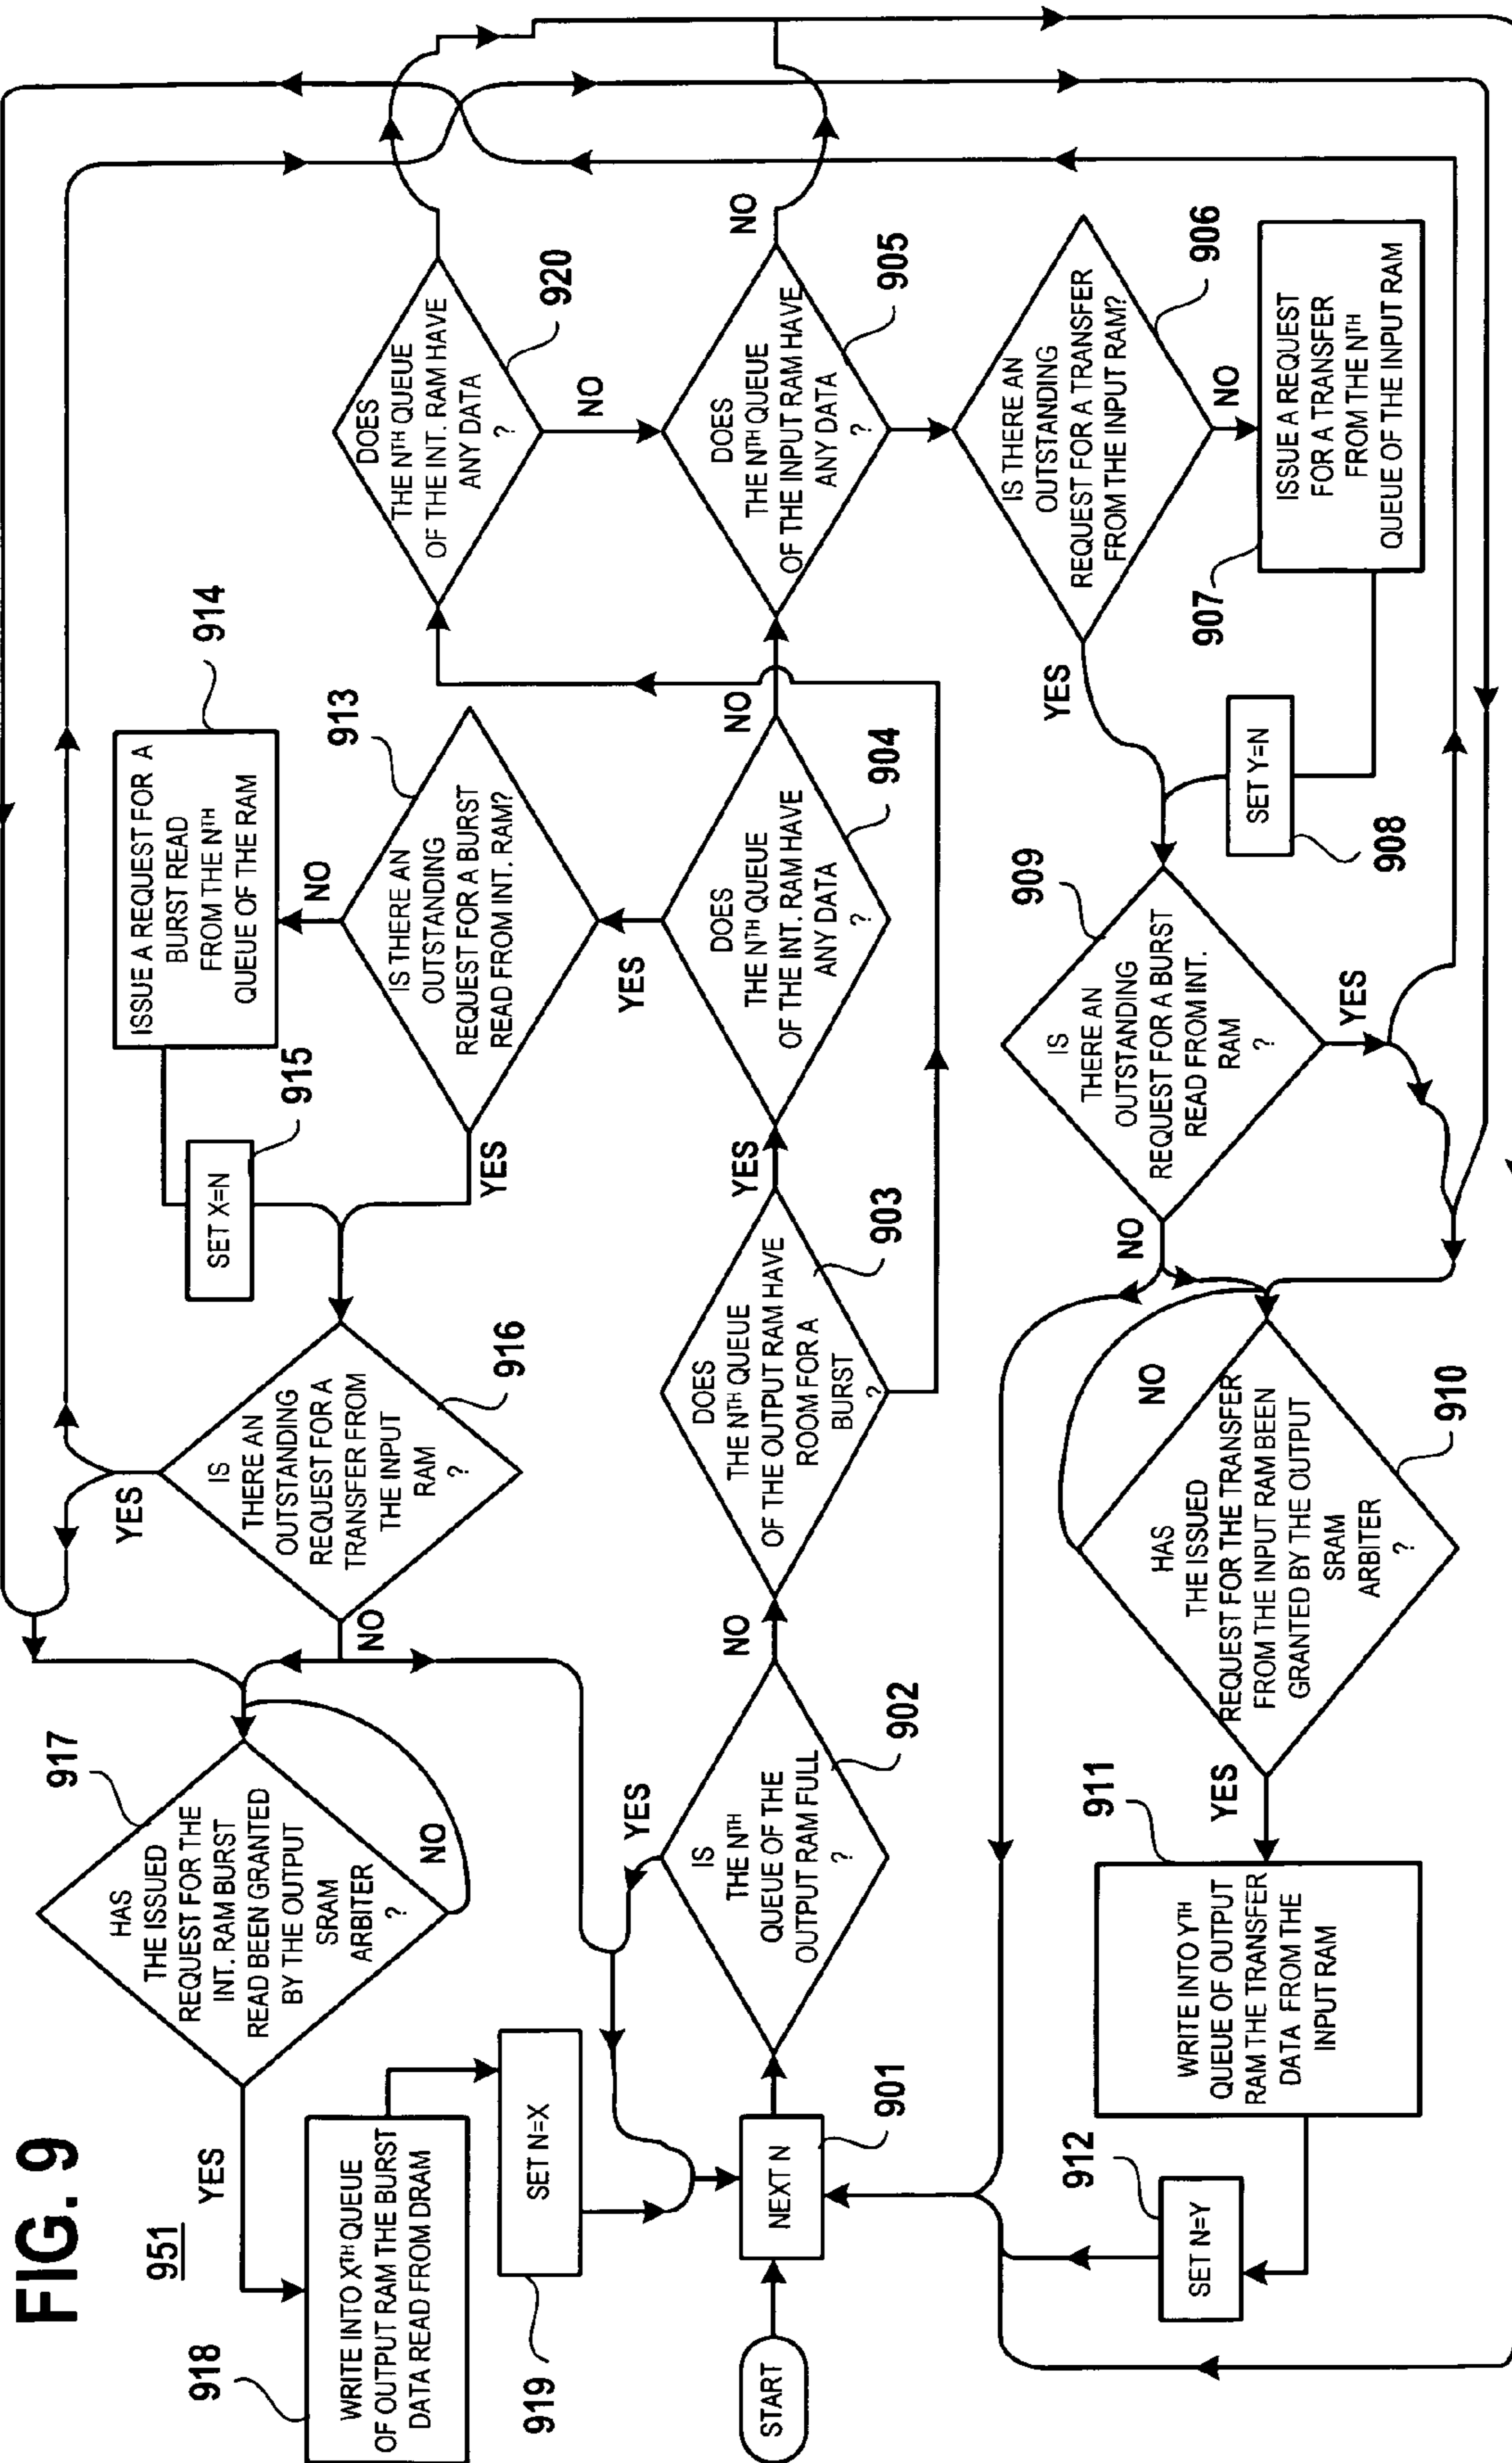 FIG. 9
951
START
NEXT N
901
IS
THE NTH
QUEUE OF THE
OUTPUT RAM FULL
?
902
YES
NO
DOES
THE NTH QUEUE
OF THE OUTPUT RAM HAVE
ROOM FOR A
BURST
?
903
YES
DOES
THE NTH QUEUE
OF THE INT. RAM HAVE
ANY DATA
?
904
YES
NO
DOES
THE NTH QUEUE
OF THE INPUT RAM HAVE
ANY DATA
?
905
NO
IS THERE AN
OUTSTANDING
REQUEST FOR A TRANSFER
FROM THE INPUT RAM?
906
YES
NO
ISSUE A REQUEST
FOR A TRANSFER
FROM THE NTH
QUEUE OF THE INPUT RAM
907
SET Y=N
908
IS
THERE AN
OUTSTANDING
REQUEST FOR A BURST
READ FROM INT.
RAM
?
909
YES
NO
HAS
THE ISSUED
REQUEST FOR THE TRANSFER
FROM THE INPUT RAM BEEN
GRANTED BY THE OUTPUT
SRAM
ARBITER
?
910
NO
YES
WRITE INTO YTH
QUEUE OF OUTPUT
RAM THE TRANSFER
DATA FROM THE
INPUT RAM
911
SET N=Y
912
IS THERE AN
OUTSTANDING
REQUEST FOR A BURST
READ FROM INT. RAM?
913
NO
YES
ISSUE A REQUEST FOR A
BURST READ
FROM THE NTH
QUEUE OF THE RAM
914
SET X=N
915
IS
THERE AN
OUTSTANDING
REQUEST FOR A
TRANSFER FROM
THE INPUT
RAM
?
916
YES
NO
HAS
THE ISSUED
REQUEST FOR THE
INT. RAM BURST
READ BEEN GRANTED
BY THE OUTPUT
SRAM
ARBITER
?
917
NO
YES
WRITE INTO XTH QUEUE
OF OUTPUT RAM THE BURST
DATA READ FROM DRAM
918
SET N=X
919
DOES
THE NTH QUEUE
OF THE INT. RAM HAVE
ANY DATA
?
920
NO